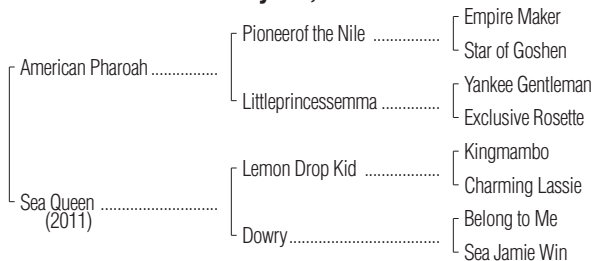 Empire Maker
Pioneerof the Nile ................
Star of Goshen
American Pharoah ...............
Yankee Gentleman
Littleprincessemma ..............
Exclusive Rosette
Kingmambo
Lemon Drop Kid .................
Charming Lassie
Sea Queen ..........................
(2011)
Belong to Me
Dowry.....................................
Sea Jamie Win